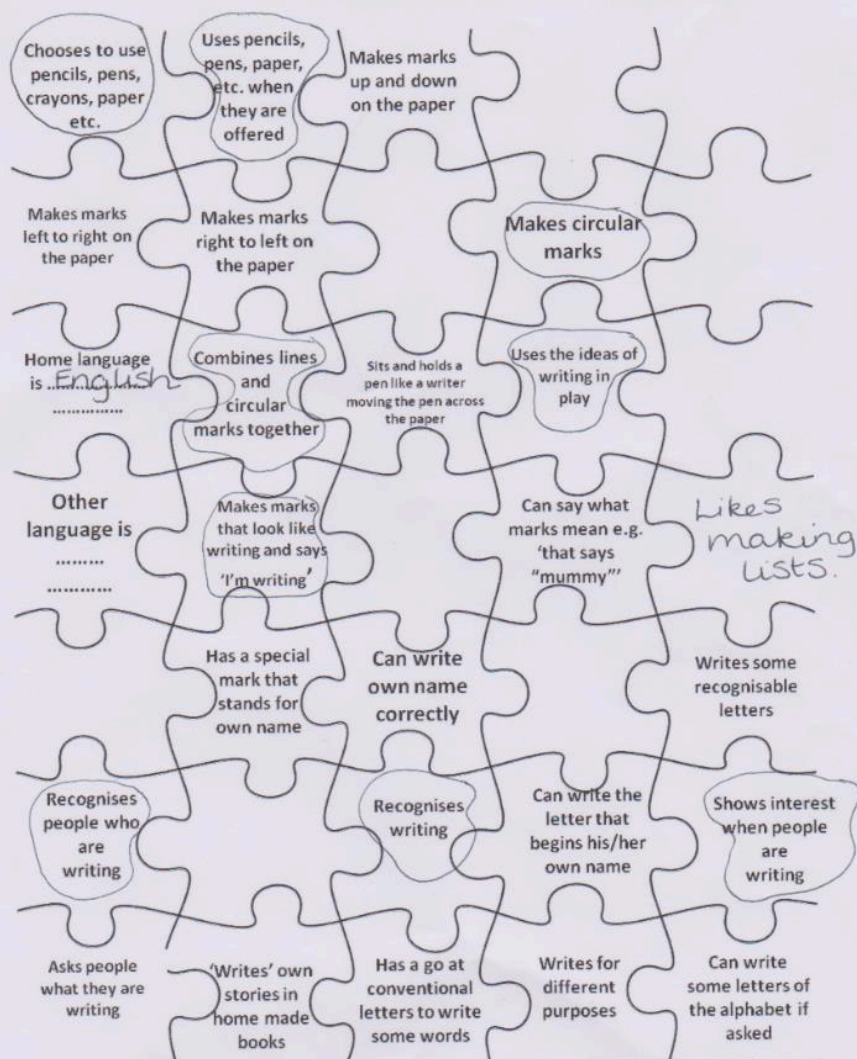 Chooses to use
pencils, pens,
crayons, paper
etc.
Uses pencils,
pens, paper,
etc. when
they are
offered
Makes marks
up and down
on the paper
Makes marks
left to right on
the paper
Makes marks
right to left on
the paper
Makes circular
marks
Home language
is ....English.....
...............
Combines lines
and
circular
marks together
Sits and holds a
pen like a writer
moving the pen across
the paper
Uses the ideas of
writing in
play
Other
language is
.........
............
Makes marks
that look like
writing and says
'I'm writing'
Can say what
marks mean e.g.
'that says
"mummy"'
Likes
making
lists.
Has a special
mark that
stands for
own name
Can write
own name
correctly
Writes some
recognisable
letters
Recognises
people who
are
writing
Recognises
writing
Can write the
letter that
begins his/her
own name
Shows interest
when people
are
writing
Asks people
what they are
writing
'Writes' own
stories in
home made
books
Has a go at
conventional
letters to write
some words
Writes for
different
purposes
Can write
some letters of
the alphabet if
asked